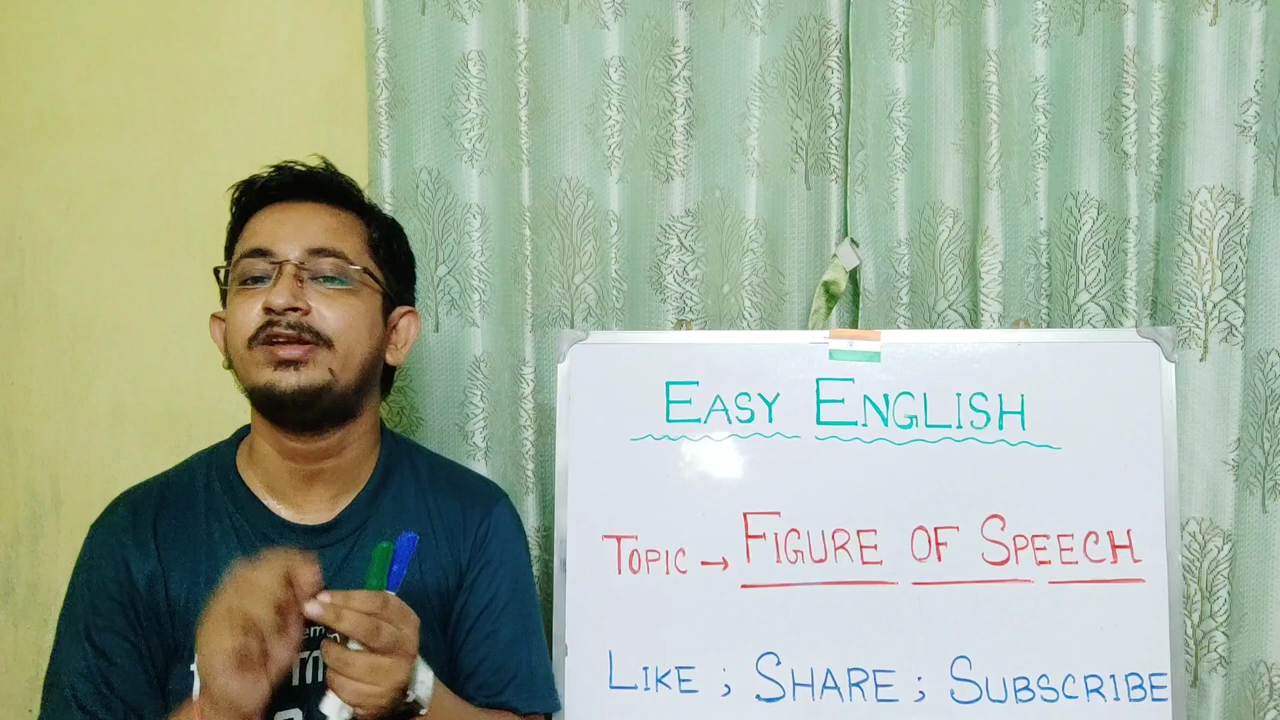 EASY ENGLISH
TOPIC → FIGURE OF SPEECH
LIKE ; SHARE ; SUBSCRIBE